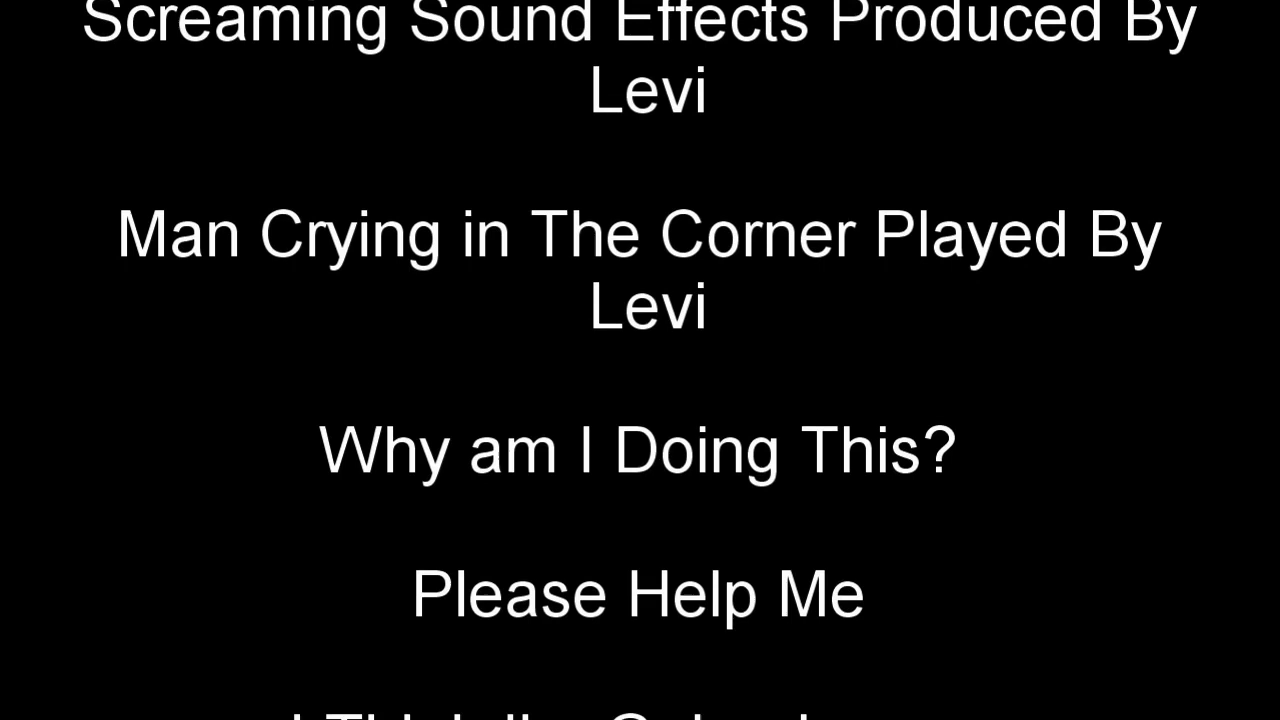 Screaming Sound Effects Produced By
Levi
Man Crying in The Corner Played By
Levi
Why am I Doing This?
Please Help Me
I Think I'm